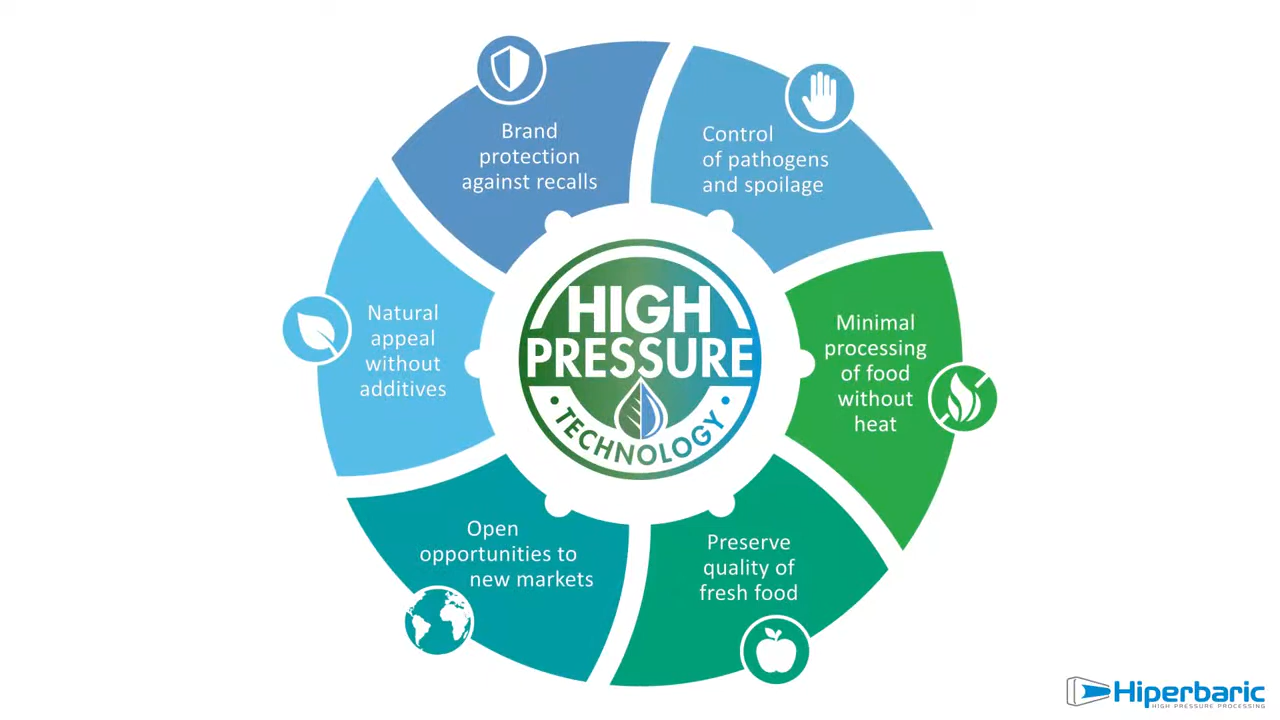 Brand
protection
against recalls
Control
of pathogens
and spoilage
Natural
appeal
without
additives
HIGH
PRESSURE
• TECHNOLOGY •
Minimal
processing
of food
without
heat
Open
opportunities to
new markets
Preserve
quality of
fresh food
Hiperbaric
HIGH PRESSURE PROCESSING